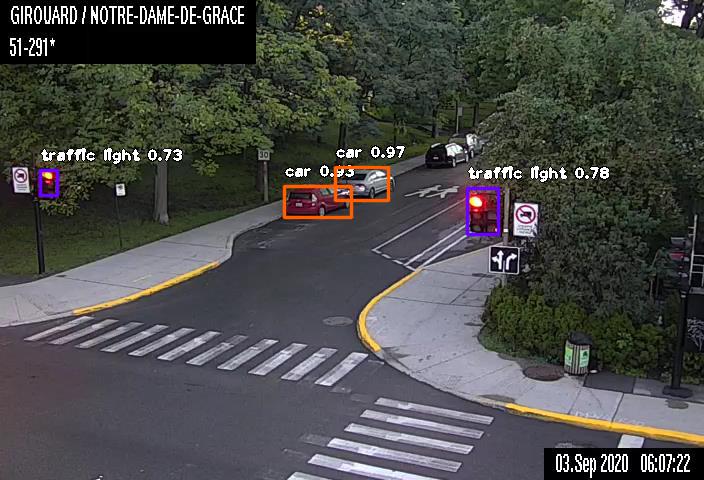 GIROUARD / NOTRE-DAME-DE-GRACE
51-291*
traffic light 0.73
car 0.97
car 0.93
traffic light 0.78
30
03.Sep 2020 06:07:22